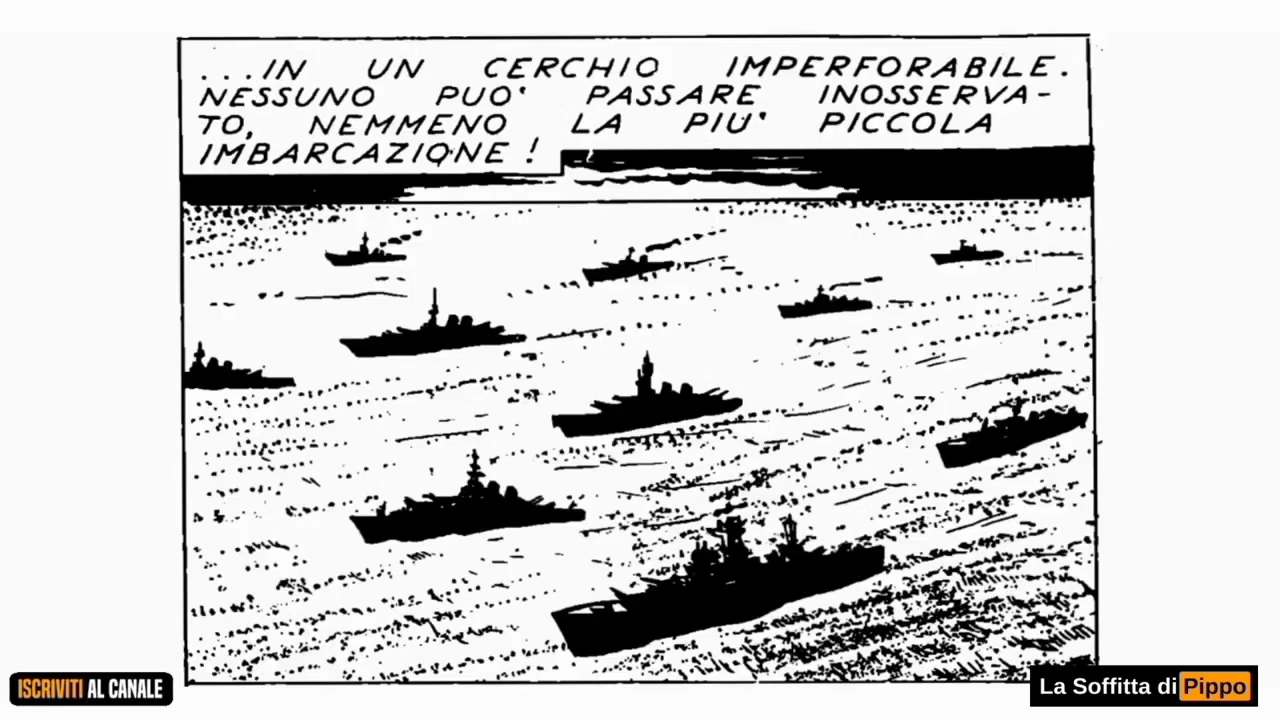 ...IN UN CERCHIO IMPERFORABILE.
NESSUNO PUO' PASSARE INOSSERVA-
TO, NEMMENO LA PIU' PICCOLA
IMBARCAZIONE!
ISCRIVITI AL CANALE
La Soffitta di Pippo